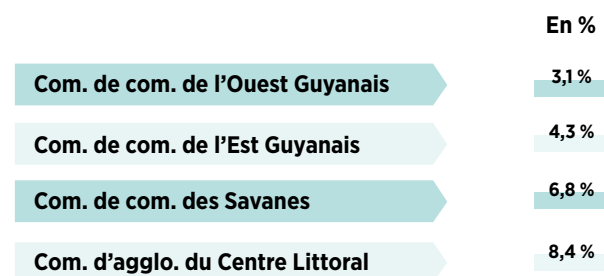 En %
Com. de com. de l'Ouest Guyanais 3,1 %
Com. de com. de l'Est Guyanais 4,3 %
Com. de com. des Savanes 6,8 %
Com. d'agglo. du Centre Littoral 8,4 %